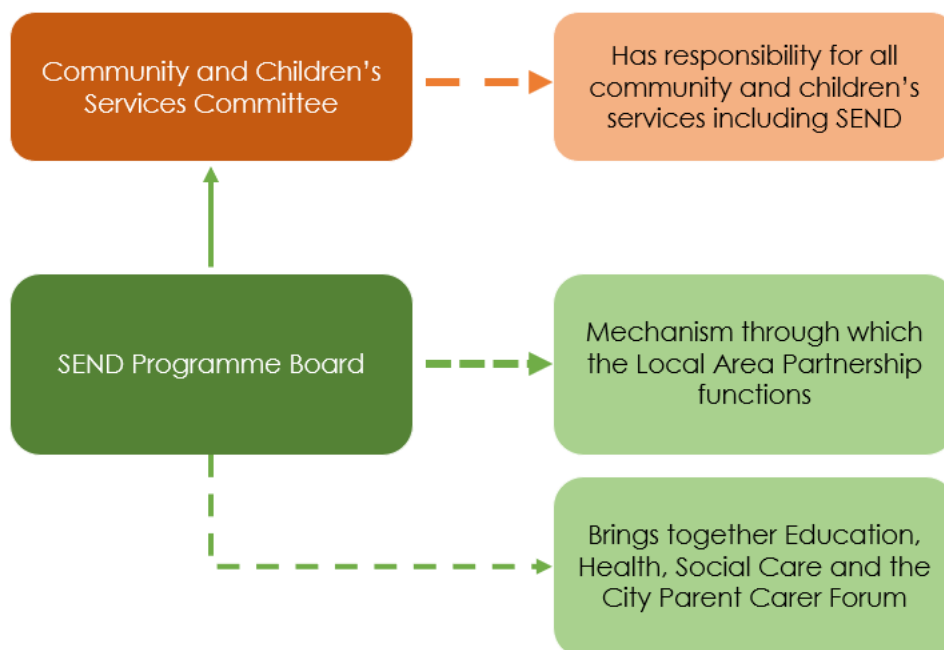 Community and Children's
Services Committee
Has responsibility for all
community and children's
services including SEND
SEND Programme Board
Mechanism through which
the Local Area Partnership
functions
Brings together Education,
Health, Social Care and the
City Parent Carer Forum